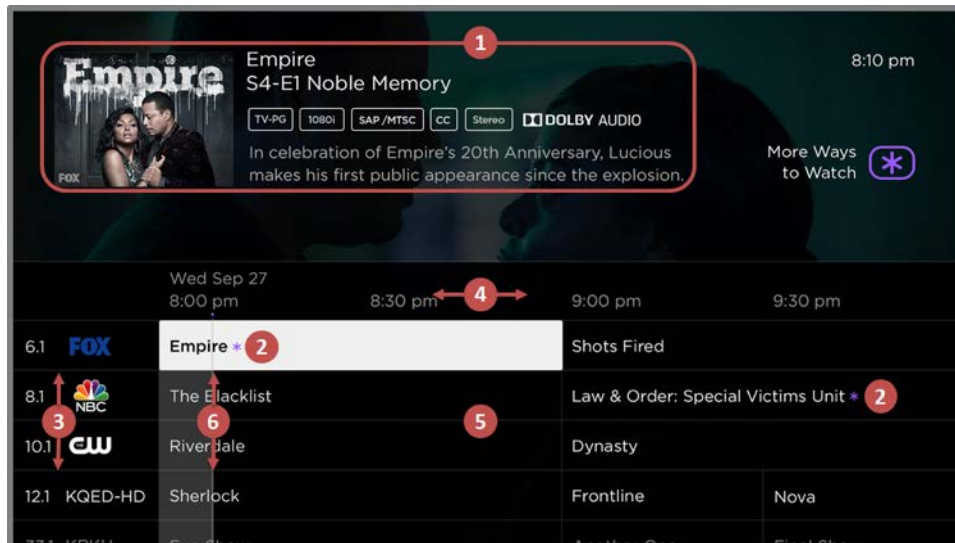 1
Empire
Empire
S4-E1 Noble Memory
8:10 pm
TV-PG 1080i SAP/MTSC CC Stereo DOLBY AUDIO
In celebration of Empire's 20th Anniversary, Lucious
makes his first public appearance since the explosion.
FOX
More Ways
to Watch *
Wed Sep 27
8:00 pm 8:30 pm 4 9:00 pm 9:30 pm
6.1 FOX Empire * 2 Shots Fired
8.1 NBC The Blacklist Law & Order: Special Victims Unit * 2
3 6 5
10.1 THE CW Riverdale Dynasty
12.1 KQED-HD Sherlock Frontline Nova